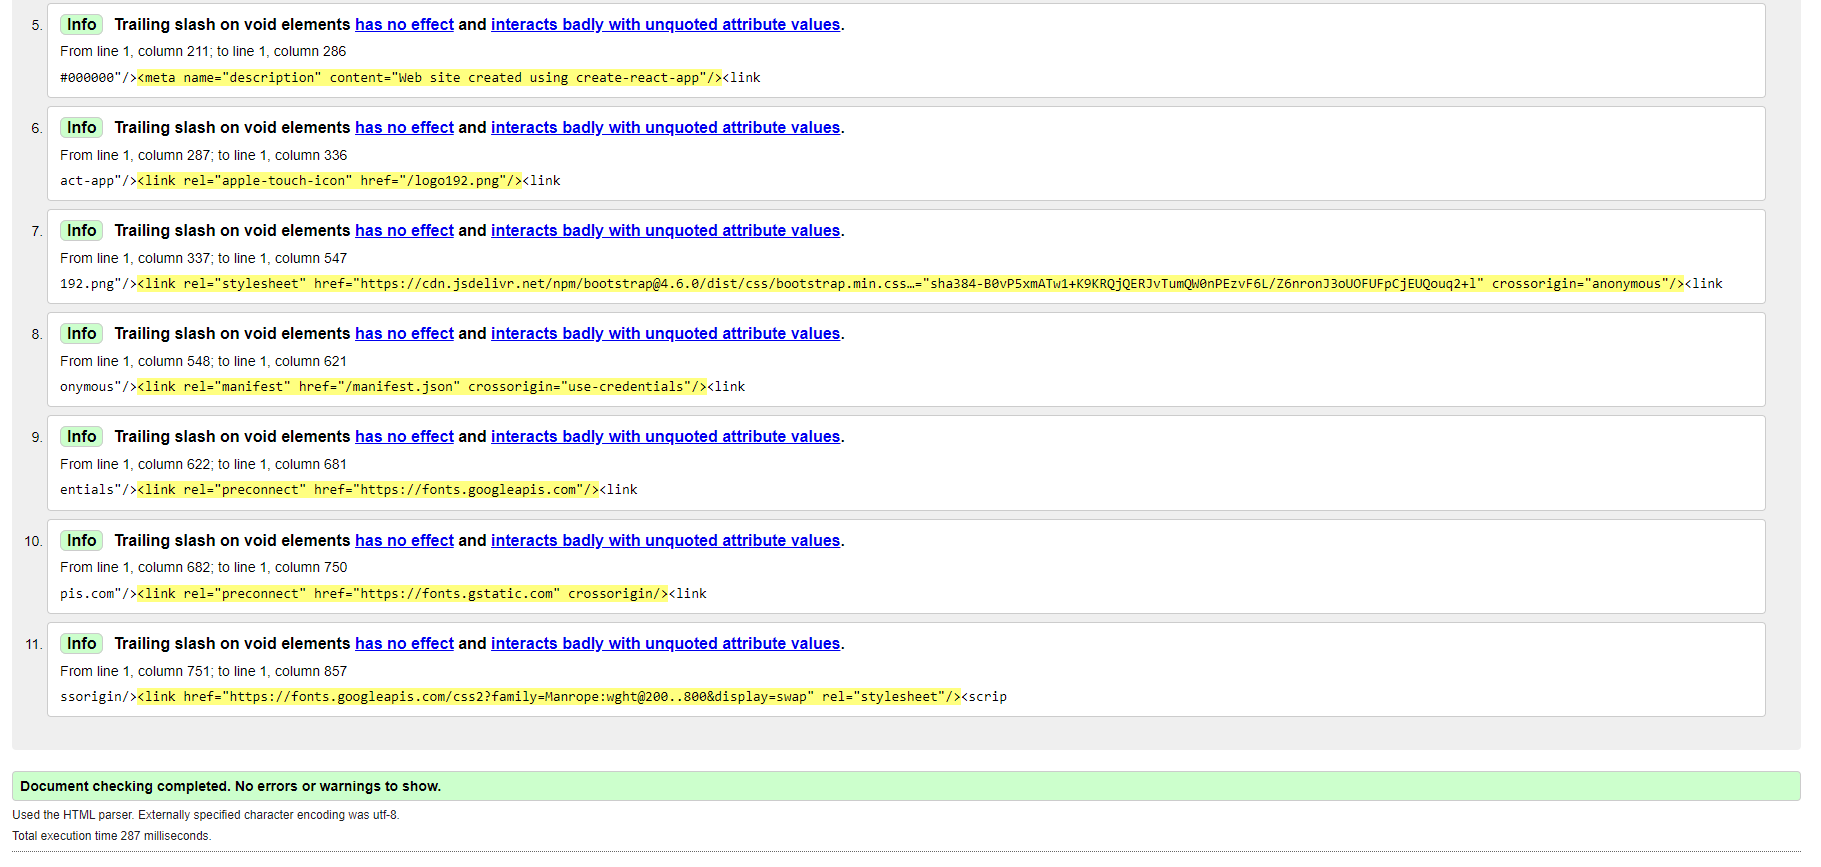 5. Info Trailing slash on void elements has no effect and interacts badly with unquoted attribute values.
From line 1, column 211; to line 1, column 286
#000000"/><meta name="description" content="Web site created using create-react-app"/><link
6. Info Trailing slash on void elements has no effect and interacts badly with unquoted attribute values.
From line 1, column 287; to line 1, column 336
act-app"/><link rel="apple-touch-icon" href="/logo192.png"/><link
7. Info Trailing slash on void elements has no effect and interacts badly with unquoted attribute values.
From line 1, column 337; to line 1, column 547
192.png"/><link rel="stylesheet" href="https://cdn.jsdelivr.net/npm/bootstrap@4.6.0/dist/css/bootstrap.min.css…="sha384-B0vP5xmATw1+K9KRQjQERJvTumQW0nPEzvF6L/Z6nronJ3oUOFUFpCjEUQouq2+l" crossorigin="anonymous"/><link
8. Info Trailing slash on void elements has no effect and interacts badly with unquoted attribute values.
From line 1, column 548; to line 1, column 621
onymous"/><link rel="manifest" href="/manifest.json" crossorigin="use-credentials"/><link
9. Info Trailing slash on void elements has no effect and interacts badly with unquoted attribute values.
From line 1, column 622; to line 1, column 681
entials"/><link rel="preconnect" href="https://fonts.googleapis.com"/><link
10. Info Trailing slash on void elements has no effect and interacts badly with unquoted attribute values.
From line 1, column 682; to line 1, column 750
pis.com"/><link rel="preconnect" href="https://fonts.gstatic.com" crossorigin/><link
11. Info Trailing slash on void elements has no effect and interacts badly with unquoted attribute values.
From line 1, column 751; to line 1, column 857
ssorigin/><link href="https://fonts.googleapis.com/css2?family=Manrope:wght@200..800&display=swap" rel="stylesheet"/><scrip
Document checking completed. No errors or warnings to show.
Used the HTML parser. Externally specified character encoding was utf-8.
Total execution time 287 milliseconds.